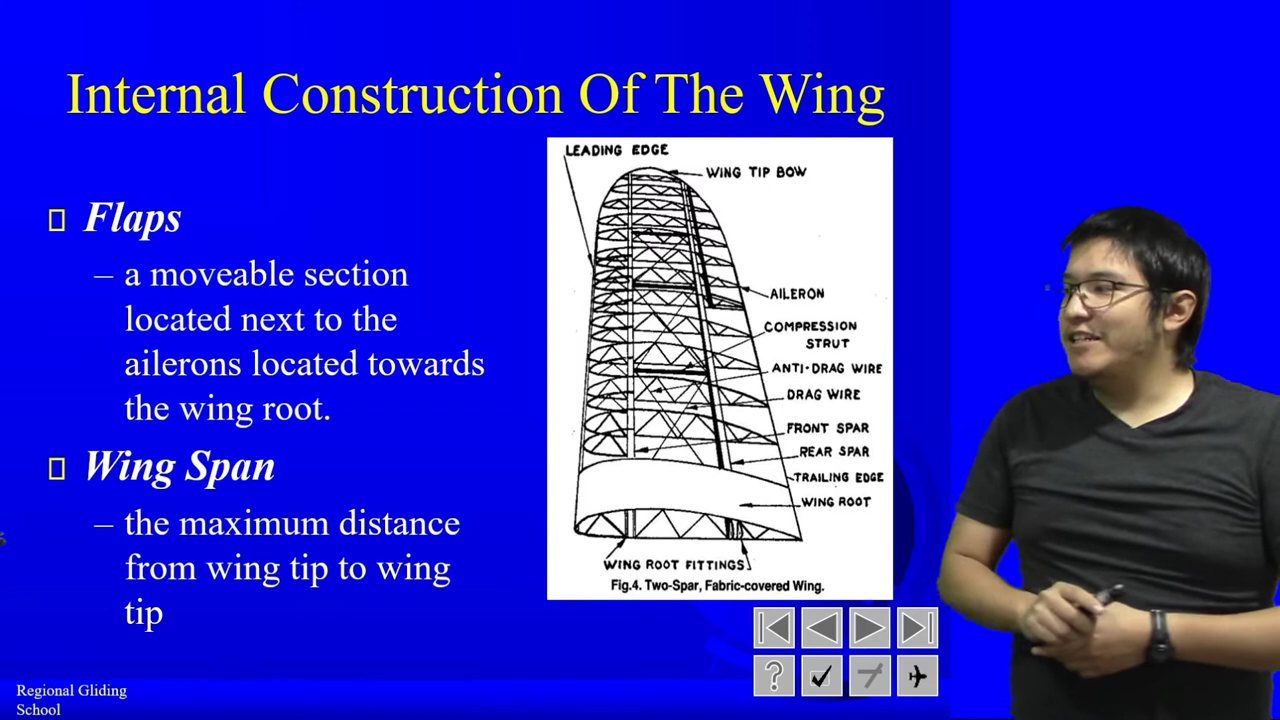 Internal Construction Of The Wing
Flaps
– a moveable section
located next to the
ailerons located towards
the wing root.
Wing Span
– the maximum distance
from wing tip to wing
tip
LEADING EDGE
WING TIP BOW
AILERON
COMPRESSION
STRUT
ANTI-DRAG WIRE
DRAG WIRE
FRONT SPAR
REAR SPAR
TRAILING EDGE
WING ROOT
WING ROOT FITTINGS
Fig.4. Two-Spar, Fabric-covered Wing.
?
Regional Gliding
School